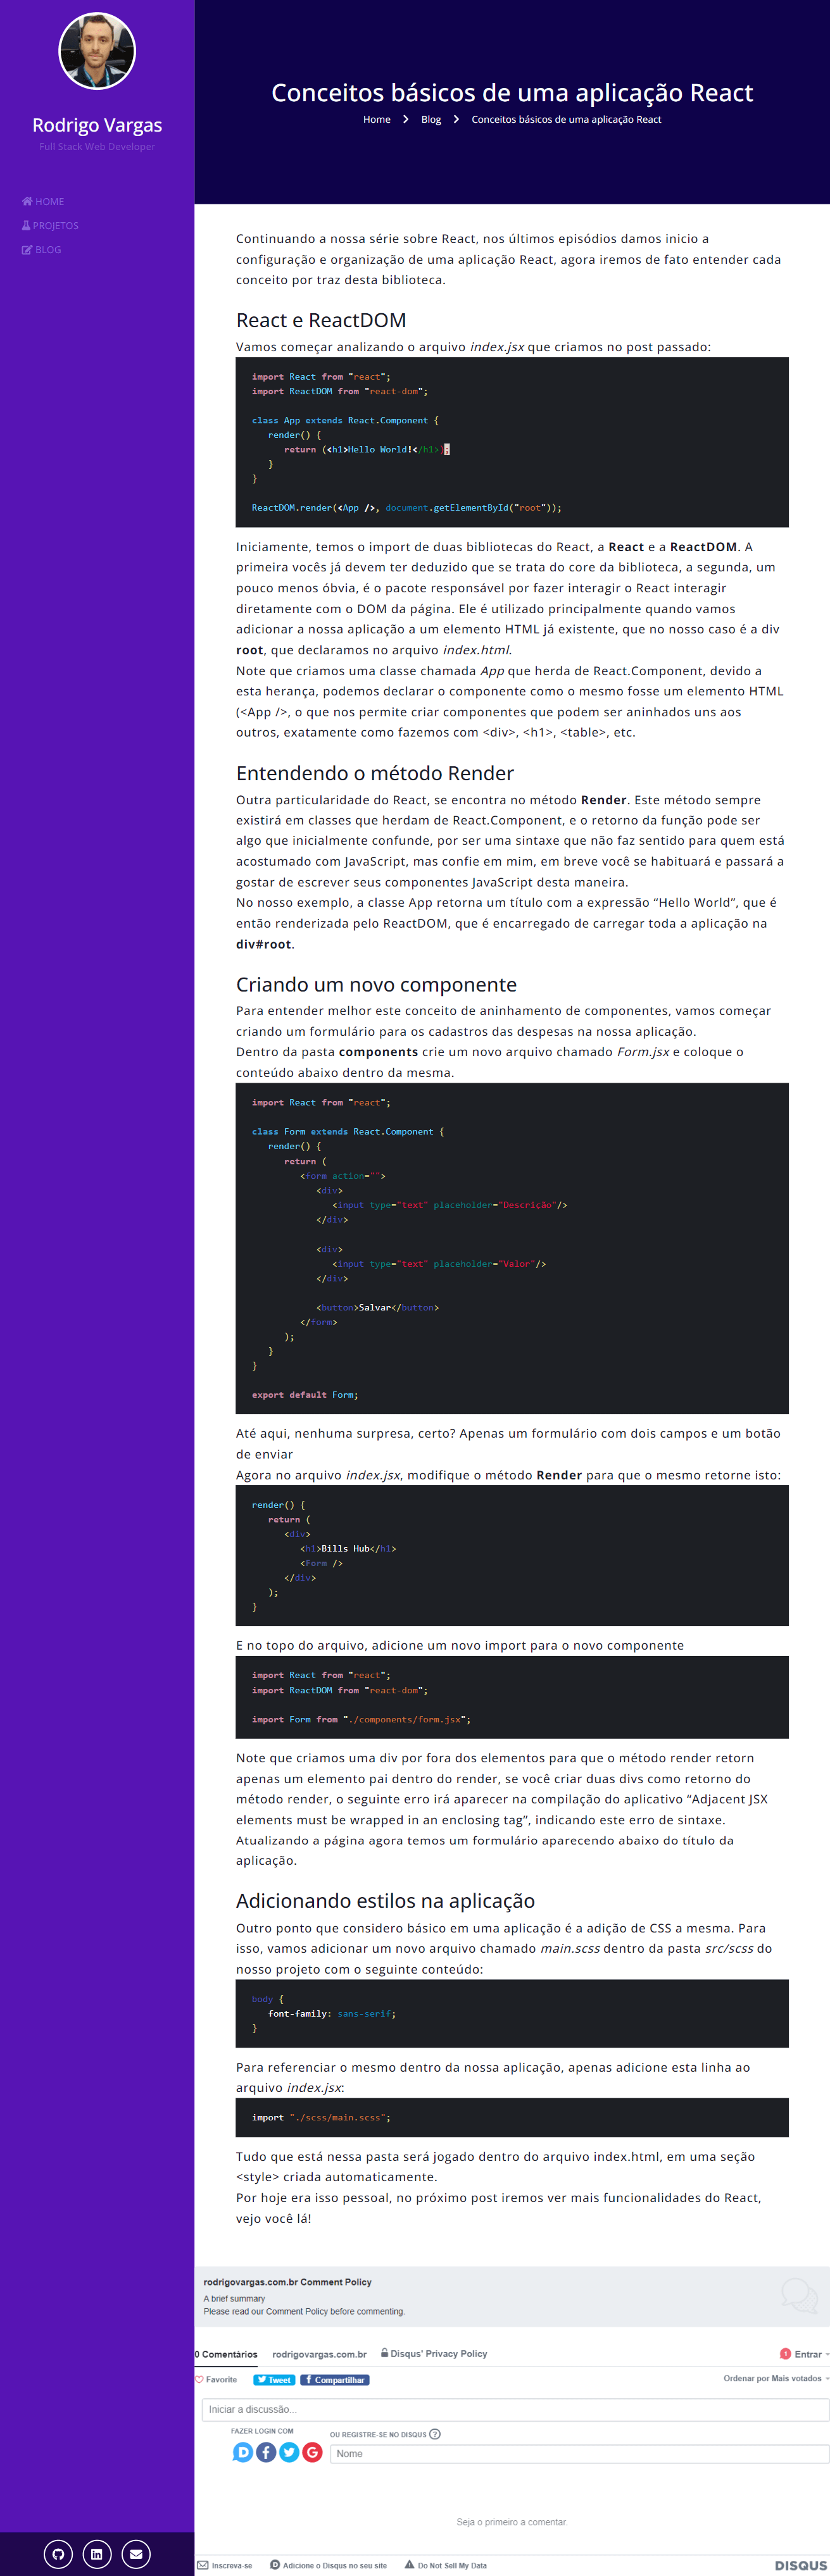 Rodrigo Vargas
Full Stack Web Developer
HOME
PROJETOS
BLOG
Conceitos básicos de uma aplicação React
Home > Blog > Conceitos básicos de uma aplicação React
Continuando a nossa série sobre React, nos últimos episódios damos inicio a
configuração e organização de uma aplicação React, agora iremos de fato entender cada
conceito por traz desta biblioteca.
React e ReactDOM
Vamos começar analizando o arquivo index.jsx que criamos no post passado:
import React from "react";
import ReactDOM from "react-dom";
class App extends React.Component {
render() {
return (<h1>Hello World!</h1>);
}
}
ReactDOM.render(<App />, document.getElementById("root"));
Iniciamente, temos o import de duas bibliotecas do React, a React e a ReactDOM. A
primeira vocês já devem ter deduzido que se trata do core da biblioteca, a segunda, um
pouco menos óbvia, é o pacote responsável por fazer interagir o React interagir
diretamente com o DOM da página. Ele é utilizado principalmente quando vamos
adicionar a nossa aplicação a um elemento HTML já existente, que no nosso caso é a div
root, que declaramos no arquivo index.html.
Note que criamos uma classe chamada App que herda de React.Component, devido a
esta herança, podemos declarar o componente como o mesmo fosse um elemento HTML
(<App />, o que nos permite criar componentes que podem ser aninhados uns aos
outros, exatamente como fazemos com <div>, <h1>, <table>, etc.
Entendendo o método Render
Outra particularidade do React, se encontra no método Render. Este método sempre
existirá em classes que herdam de React.Component, e o retorno da função pode ser
algo que inicialmente confunde, por ser uma sintaxe que não faz sentido para quem está
acostumado com JavaScript, mas confie em mim, em breve você se habituará e passará a
gostar de escrever seus componentes JavaScript desta maneira.
No nosso exemplo, a classe App retorna um título com a expressão “Hello World”, que é
então renderizada pelo ReactDOM, que é encarregado de carregar toda a aplicação na
div#root.
Criando um novo componente
Para entender melhor este conceito de aninhamento de componentes, vamos começar
criando um formulário para os cadastros das despesas na nossa aplicação.
Dentro da pasta components crie um novo arquivo chamado Form.jsx e coloque o
conteúdo abaixo dentro da mesma.
import React from "react";
class Form extends React.Component {
render() {
return (
<form action="">
<div>
<input type="text" placeholder="Descrição"/>
</div>
<div>
<input type="text" placeholder="Valor"/>
</div>
<button>Salvar</button>
</form>
);
}
}
export default Form;
Até aqui, nenhuma surpresa, certo? Apenas um formulário com dois campos e um botão
de enviar
Agora no arquivo index.jsx, modifique o método Render para que o mesmo retorne isto:
render() {
return (
<div>
<h1>Bills Hub</h1>
<Form />
</div>
);
}
E no topo do arquivo, adicione um novo import para o novo componente
import React from "react";
import ReactDOM from "react-dom";
import Form from "./components/form.jsx";
Note que criamos uma div por fora dos elementos para que o método render retorn
apenas um elemento pai dentro do render, se você criar duas divs como retorno do
método render, o seguinte erro irá aparecer na compilação do aplicativo “Adjacent JSX
elements must be wrapped in an enclosing tag”, indicando este erro de sintaxe.
Atualizando a página agora temos um formulário aparecendo abaixo do título da
aplicação.
Adicionando estilos na aplicação
Outro ponto que considero básico em uma aplicação é a adição de CSS a mesma. Para
isso, vamos adicionar um novo arquivo chamado main.scss dentro da pasta src/scss do
nosso projeto com o seguinte conteúdo:
body {
font-family: sans-serif;
}
Para referenciar o mesmo dentro da nossa aplicação, apenas adicione esta linha ao
arquivo index.jsx:
import "./scss/main.scss";
Tudo que está nessa pasta será jogado dentro do arquivo index.html, em uma seção
<style> criada automaticamente.
Por hoje era isso pessoal, no próximo post iremos ver mais funcionalidades do React,
vejo você lá!
rodrigovargas.com.br Comment Policy
A brief summary
Please read our Comment Policy before commenting.
0 Comentários rodrigovargas.com.br Disqus' Privacy Policy 1 Entrar
Favorite Tweet Compartilhar Ordenar por Mais votados
Iniciar a discussão...
FAZER LOGIN COM
OU REGISTRE-SE NO DISQUS ?
Nome
Seja o primeiro a comentar.
Inscreva-se Adicione o Disqus no seu site Do Not Sell My Data DISQUS